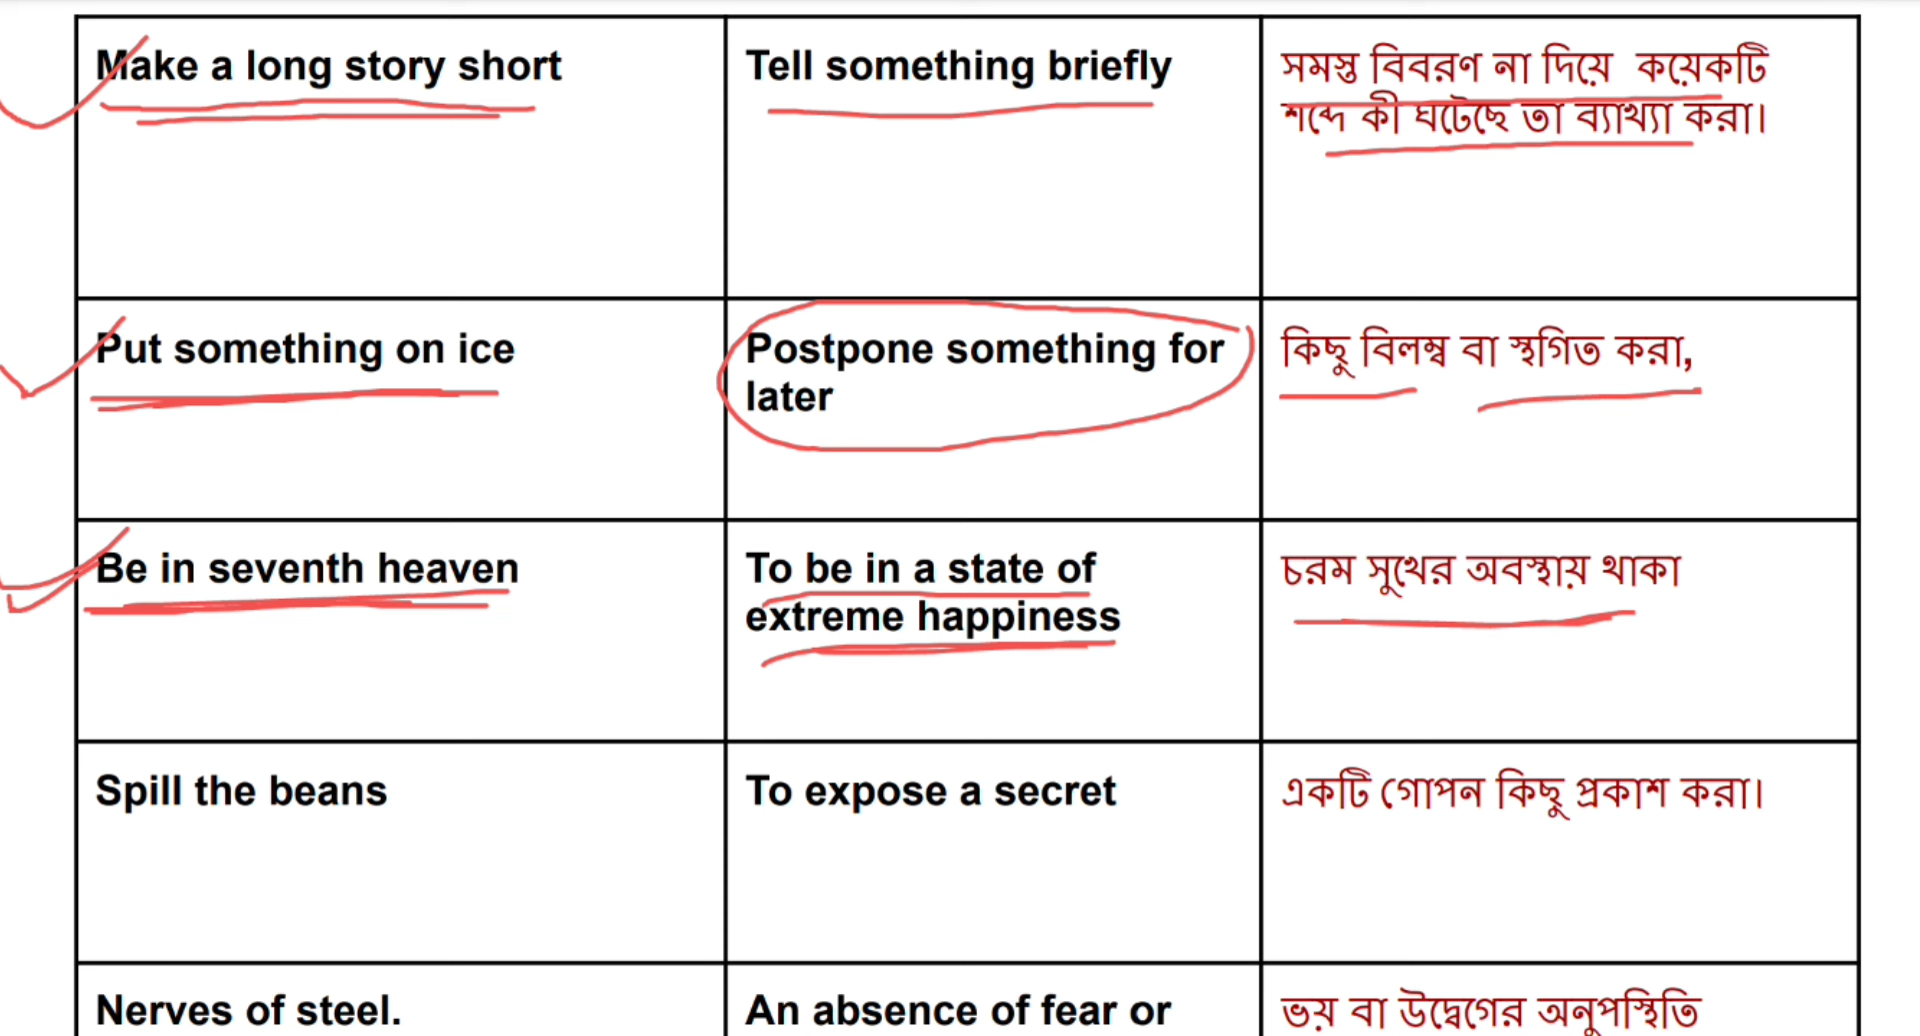 Make a long story short
Tell something briefly
সমস্ত বিবরণ না দিয়ে কয়েকটি
শব্দে কী ঘটেছে তা ব্যাখ্যা করা।
Put something on ice
Postpone something for
later
কিছু বিলম্ব বা স্থগিত করা,
Be in seventh heaven
To be in a state of
extreme happiness
চরম সুখের অবস্থায় থাকা
Spill the beans
To expose a secret
একটি গোপন কিছু প্রকাশ করা।
Nerves of steel.
An absence of fear or
ভয় বা উদ্বেগের অনুপস্থিতি